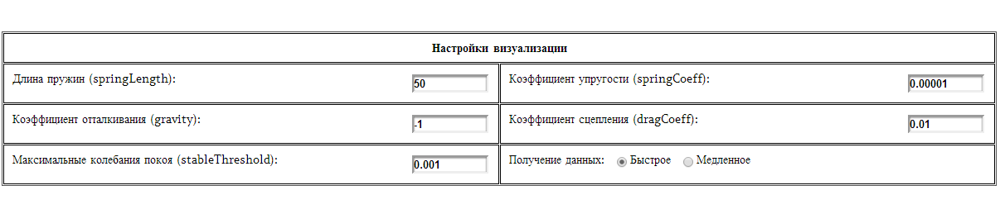 Настройки визуализации
Длина пружин (springLength): 50 Коэффициент упругости (springCoeff): 0.00001
Коэффициент отталкивания (gravity): -1 Коэффициент сцепления (dragCoeff): 0.01
Максимальные колебания покоя (stableThreshold): 0.001 Получение данных: Быстрое Медленное